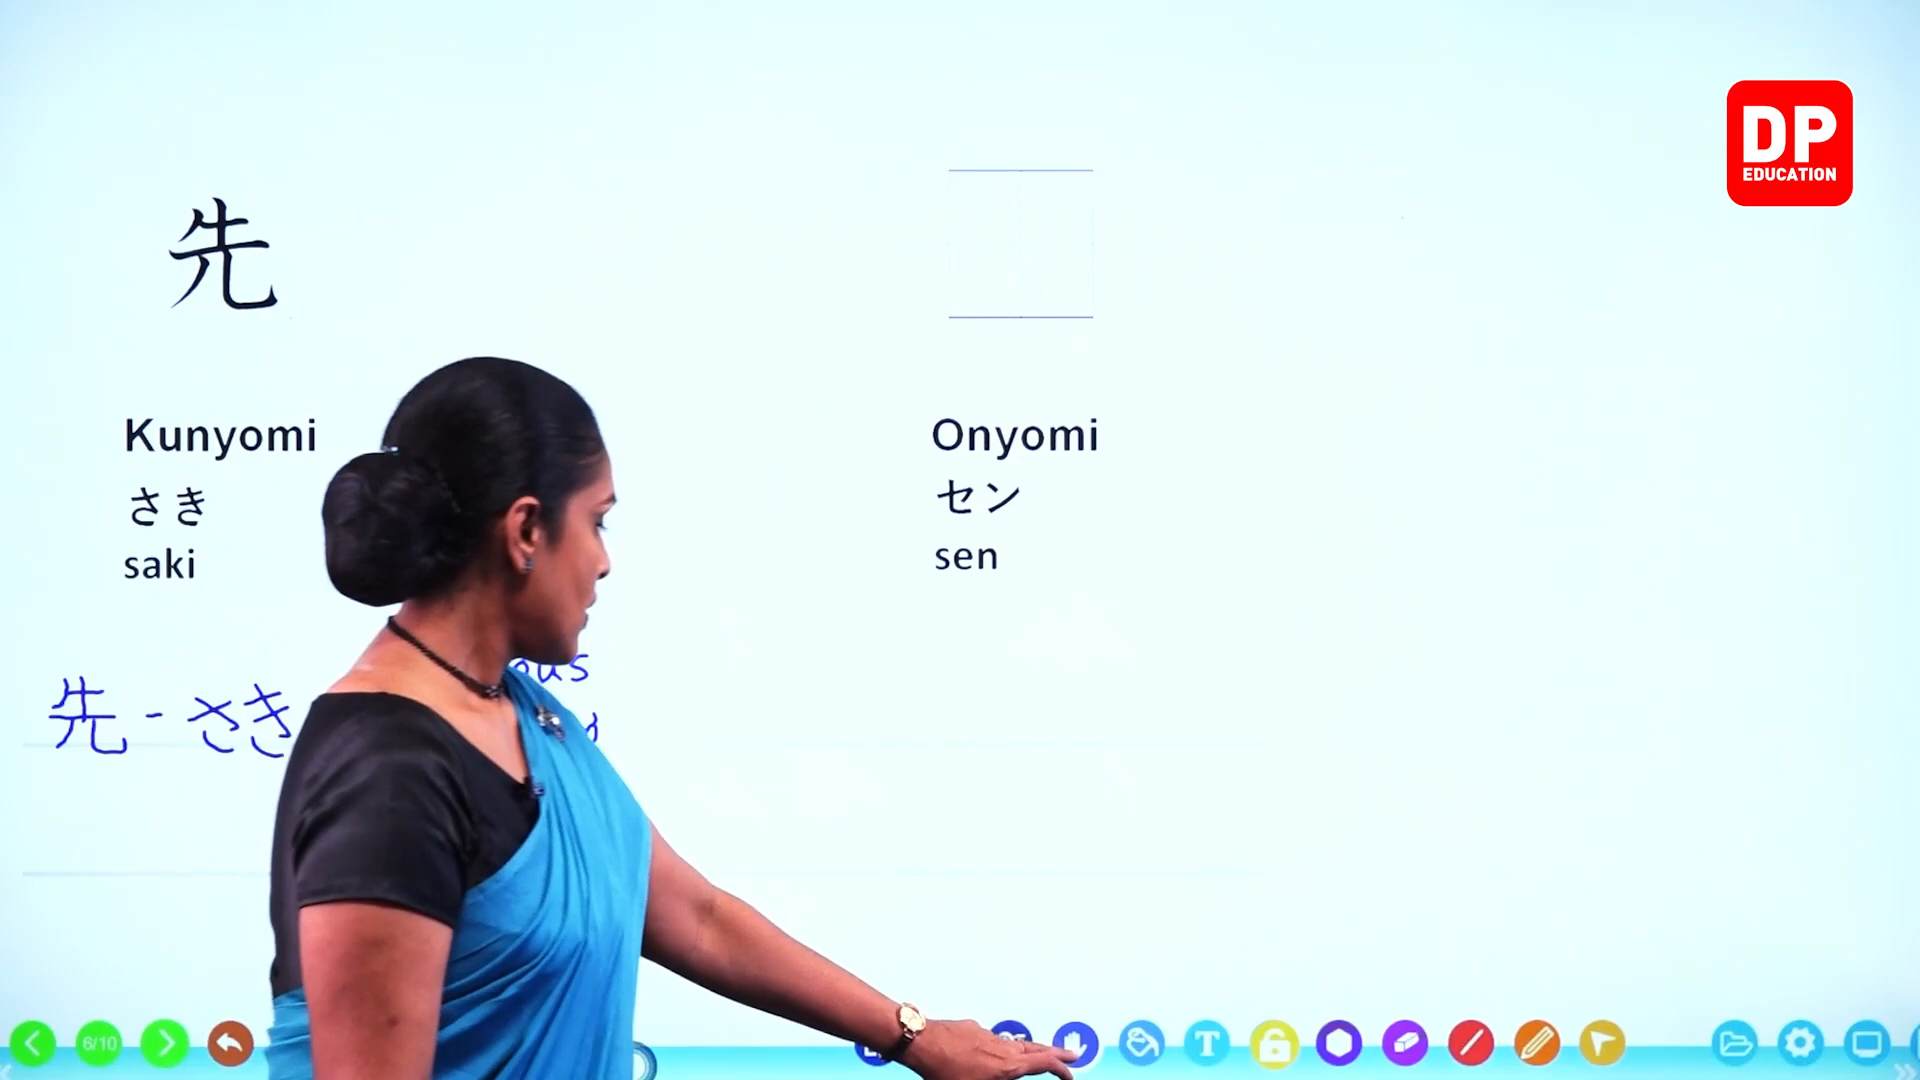 DP
EDUCATION
先
Kunyomi
さき
saki
Onyomi
セン
sen
先 - さき
6/10
T